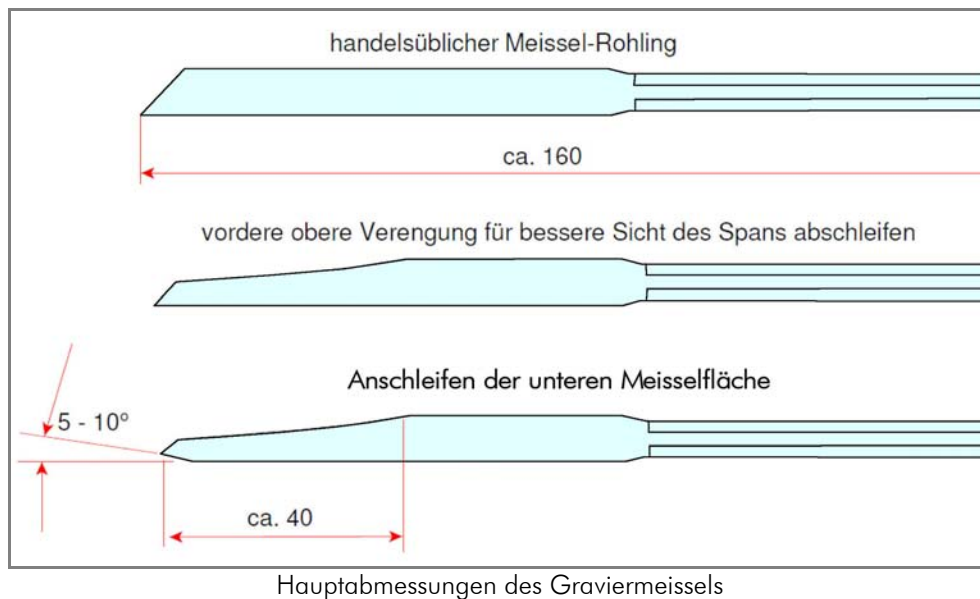 handelsüblicher Meissel-Rohling
ca. 160
vordere obere Verengung für bessere Sicht des Spans abschleifen
Anschleifen der unteren Meisselfläche
5 - 10º
ca. 40
Hauptabmessungen des Graviermeissels